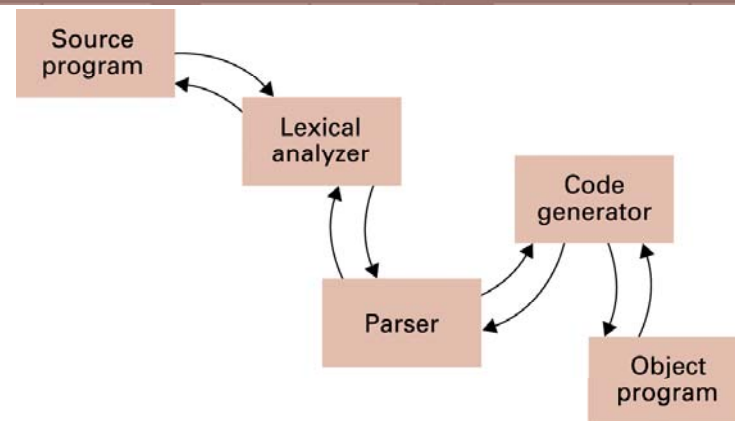 Source
program
Lexical
analyzer
Code
generator
Parser
Object
program